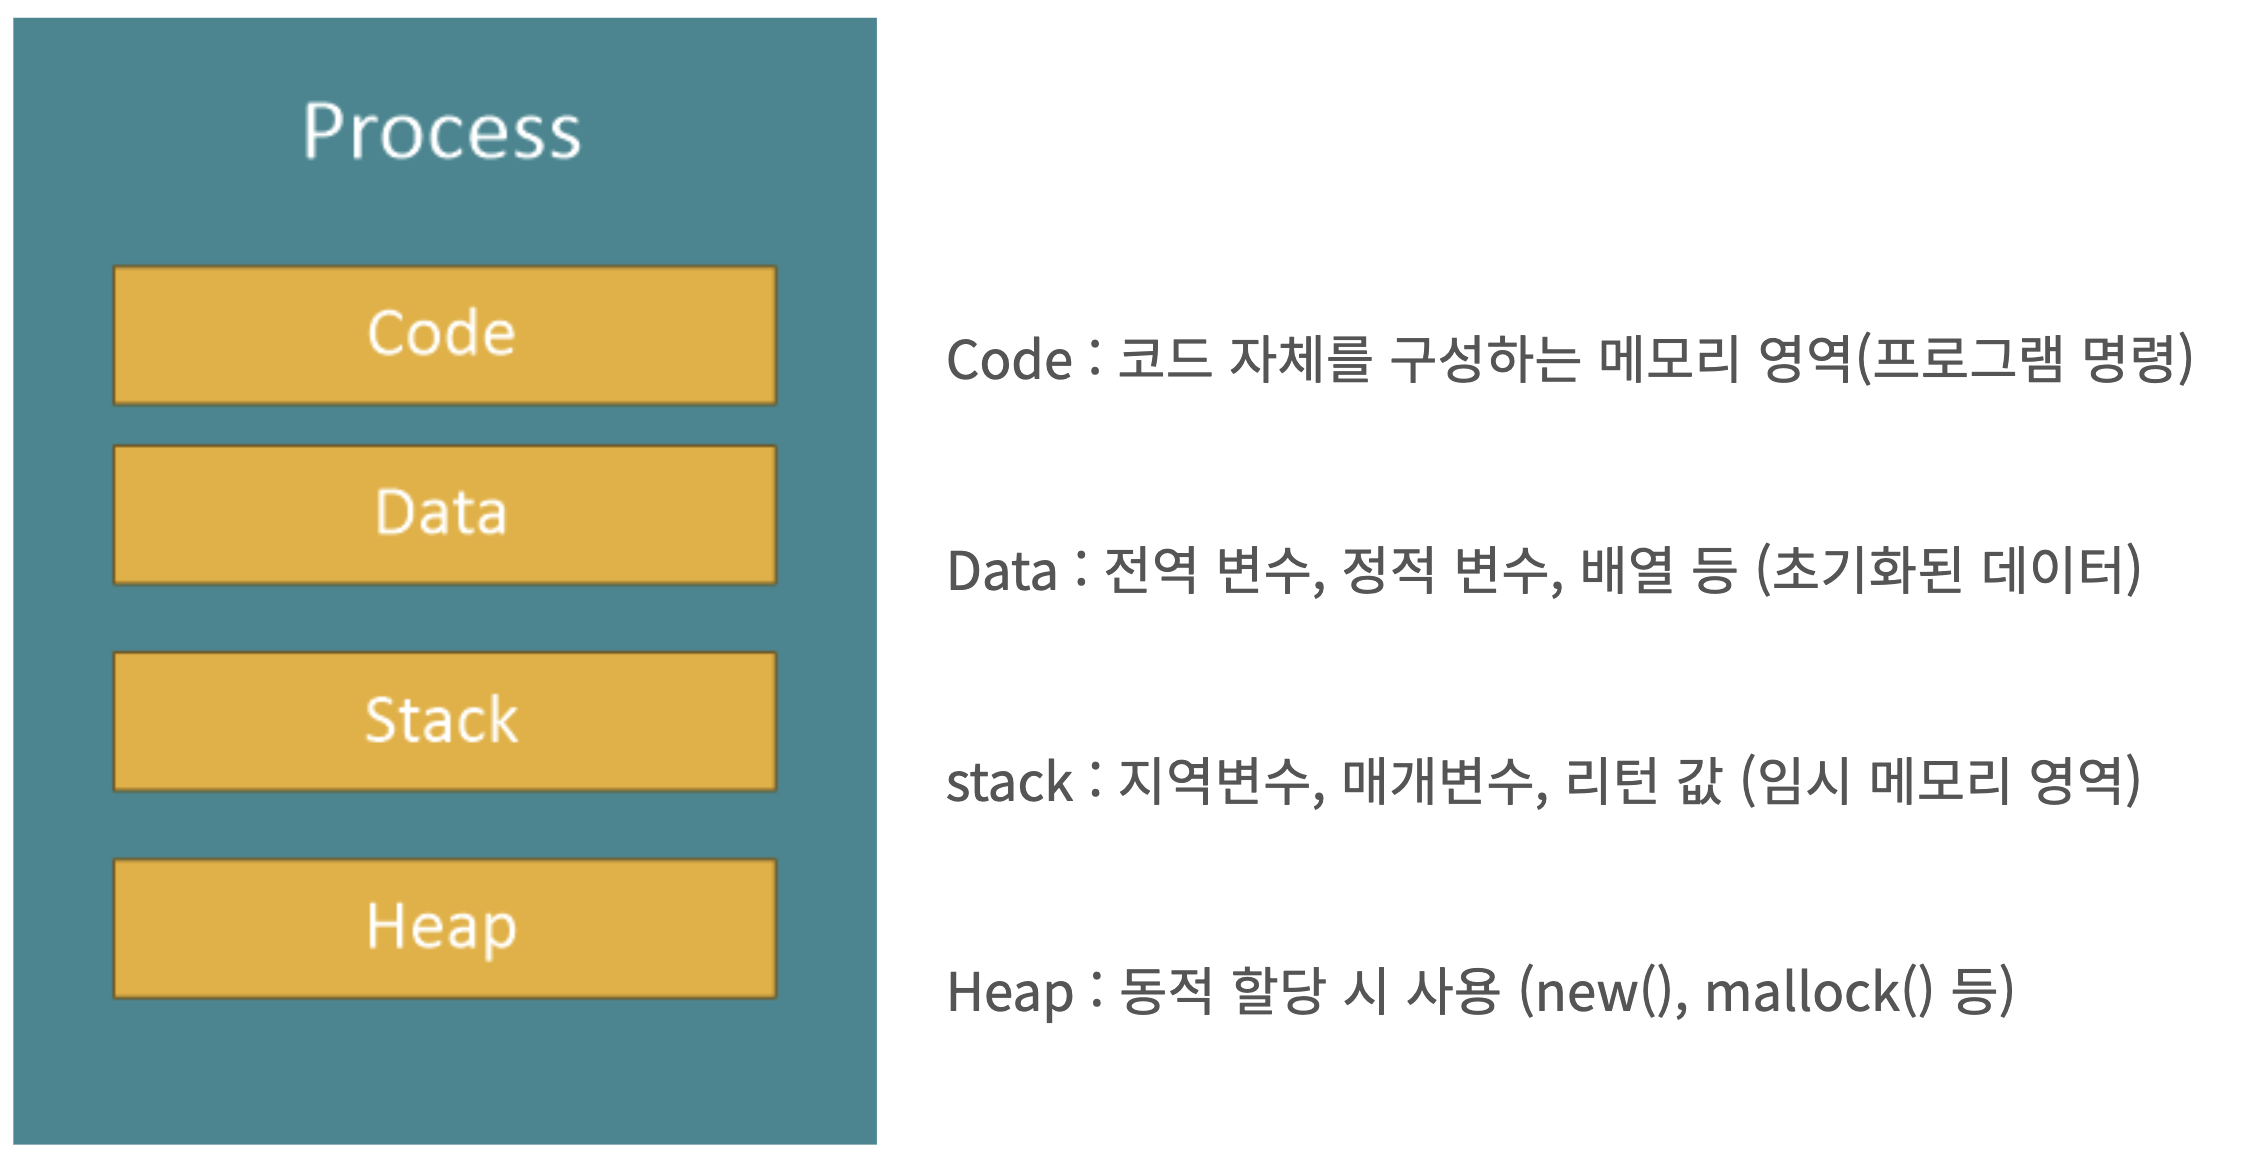 Process
Code
Code : 코드 자체를 구성하는 메모리 영역(프로그램 명령)
Data
Data : 전역 변수, 정적 변수, 배열 등 (초기화된 데이터)
Stack
stack : 지역변수, 매개변수, 리턴 값 (임시 메모리 영역)
Heap
Heap : 동적 할당 시 사용 (new(), mallock() 등)